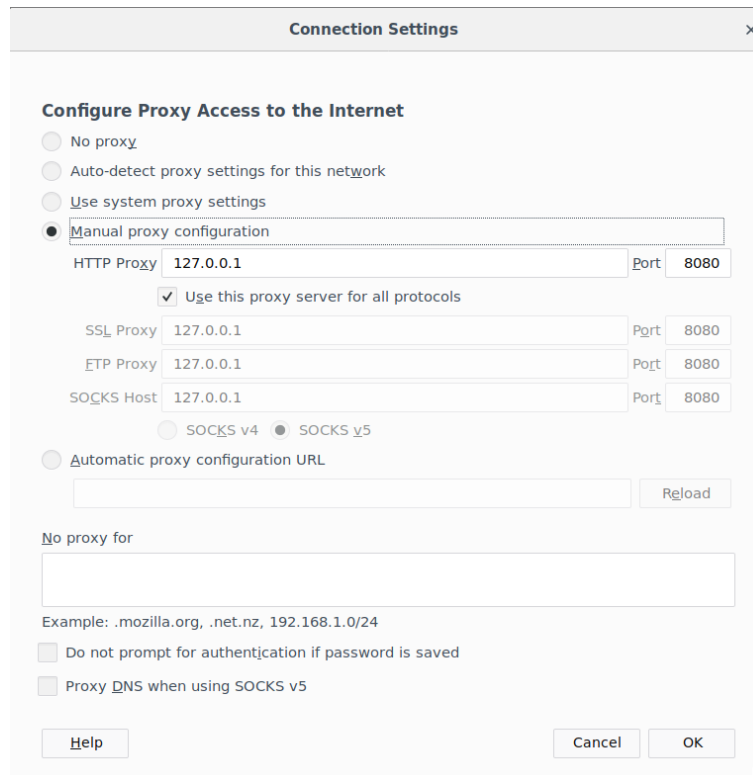 Connection Settings
Configure Proxy Access to the Internet
No proxy
Auto-detect proxy settings for this network
Use system proxy settings
Manual proxy configuration
HTTP Proxy 127.0.0.1 Port 8080
Use this proxy server for all protocols
SSL Proxy 127.0.0.1 Port 8080
FTP Proxy 127.0.0.1 Port 8080
SOCKS Host 127.0.0.1 Port 8080
SOCKS v4 SOCKS v5
Automatic proxy configuration URL
Reload
No proxy for
Example: .mozilla.org, .net.nz, 192.168.1.0/24
Do not prompt for authentication if password is saved
Proxy DNS when using SOCKS v5
Help Cancel OK